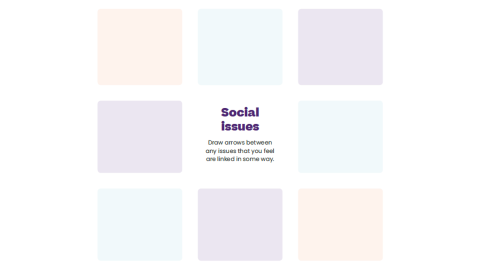 Social
issues
Draw arrows between
any issues that you feel
are linked in some way.